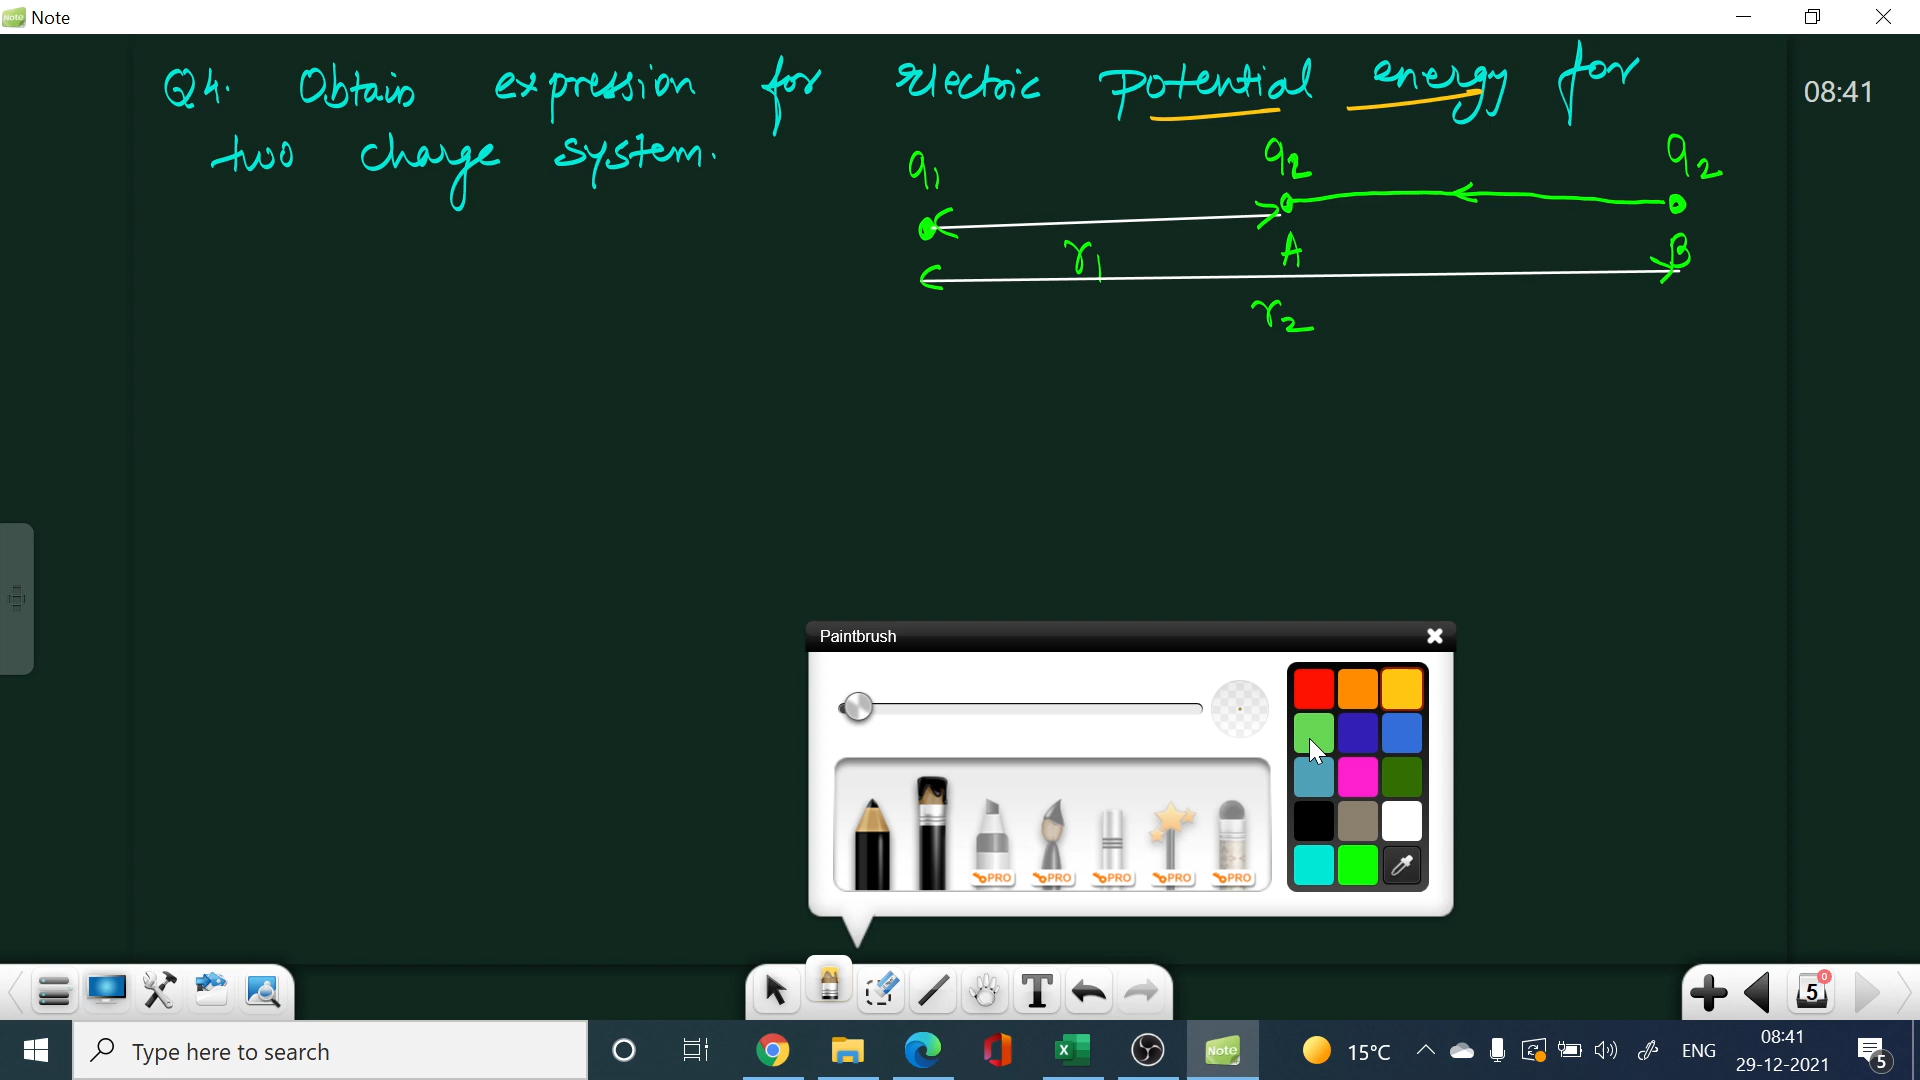 Note
Q4. Obtain expression for electric potential energy for
08:41
two charge system.
q1 q2 q2
r1 A B
r2
Paintbrush
PRO PRO PRO PRO PRO
T 5 0
Type here to search
Note 15°C ENG 08:41 29-12-2021 5